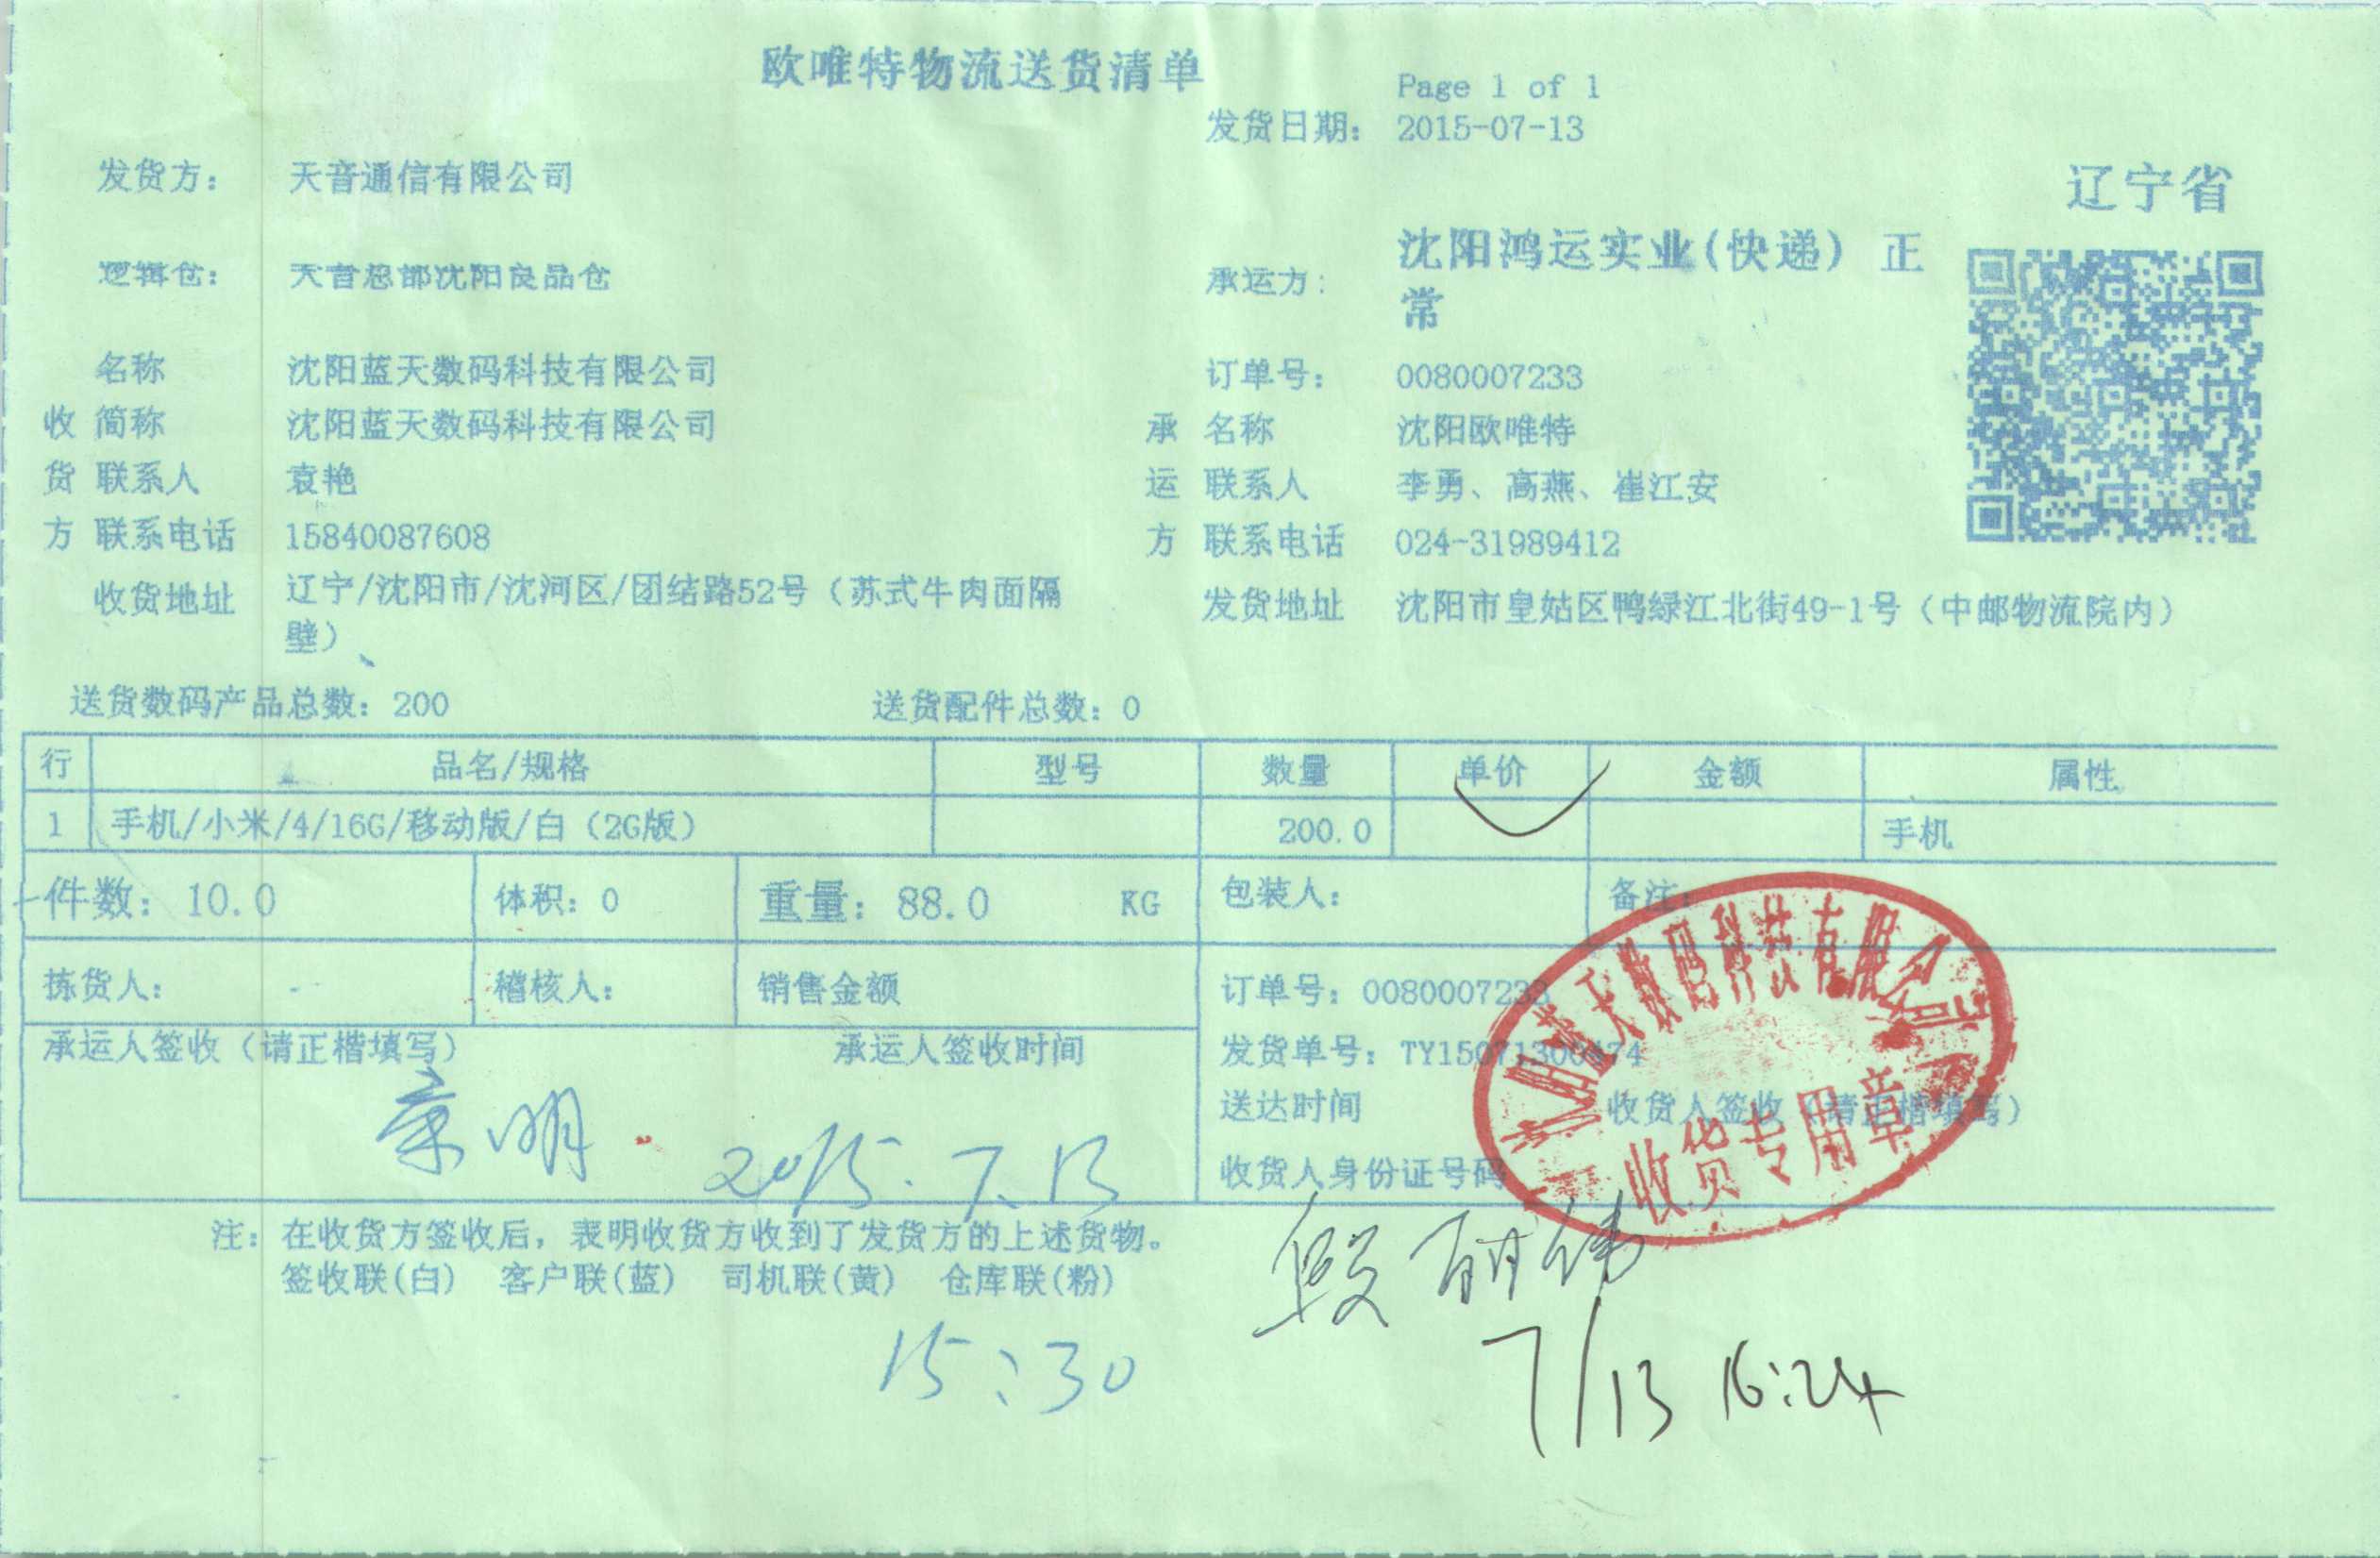 欧唯特物流送货清单
Page 1 of 1
发货日期: 2015-07-13
发货方: 天音通信有限公司
辽宁省
逻辑仓: 天音总部沈阳良品仓
承运方: 沈阳鸿运实业(快递) 正
常
名称 沈阳蓝天数码科技有限公司
订单号: 0080007233
收 简称 沈阳蓝天数码科技有限公司
承 名称 沈阳欧唯特
货 联系人 袁艳
运 联系人 李勇、高燕、崔江安
方 联系电话 15840087608
方 联系电话 024-31989412
收货地址 辽宁/沈阳市/沈河区/团结路52号（苏式牛肉面隔
壁）
发货地址 沈阳市皇姑区鸭绿江北街49-1号（中邮物流院内）
送货数码产品总数: 200 送货配件总数: 0
行 品名/规格 型号 数量 单价 金额 属性
1 手机/小米/4/16G/移动版/白（2G版） 200.0 手机
件数: 10.0 体积: 0 重量: 88.0 KG 包装人: 备注:
拣货人: 稽核人: 销售金额 订单号: 0080007233
承运人签收（请正楷填写） 承运人签收时间
发货单号: TY15071300474
送达时间 收货人签收（请正楷填写）
收货人身份证号码
沈阳蓝天数码科技有限公司
收货专用章
明 2015.7.13
注: 在收货方签收后, 表明收货方收到了发货方的上述货物。
签收联(白) 客户联(蓝) 司机联(黄) 仓库联(粉)
15:30
7/13 16:24